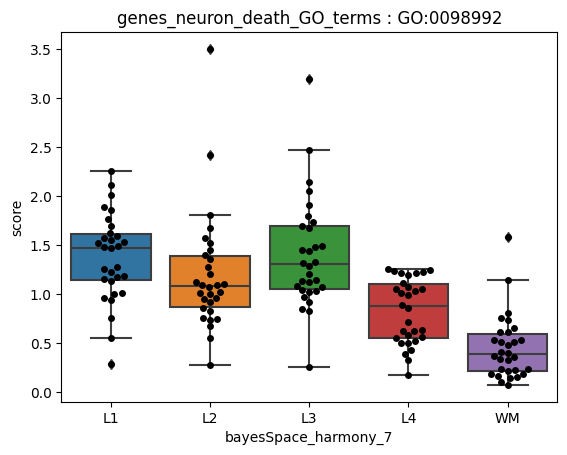 genes_neuron_death_GO_terms : GO:0098992
3.5
3.0
2.5
2.0
1.5
1.0
0.5
0.0
score
L1 L2 L3 L4 WM
bayesSpace_harmony_7